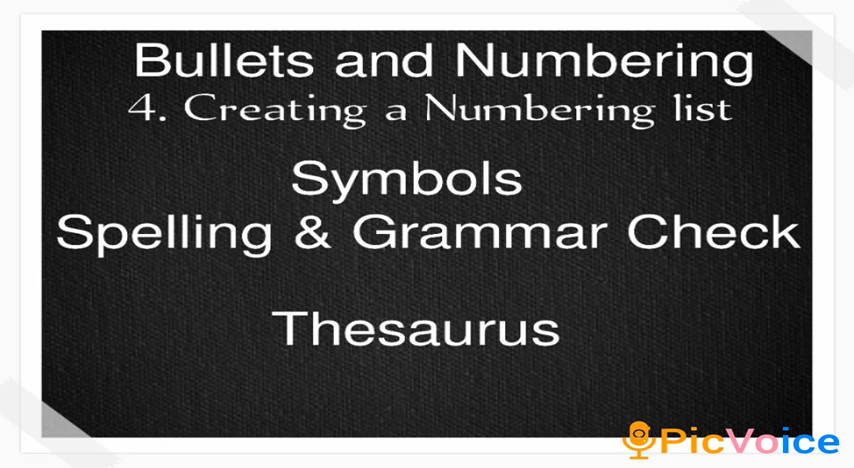 Bullets and Numbering
4. Creating a Numbering list
Symbols
Spelling & Grammar Check
Thesaurus
PicVoice